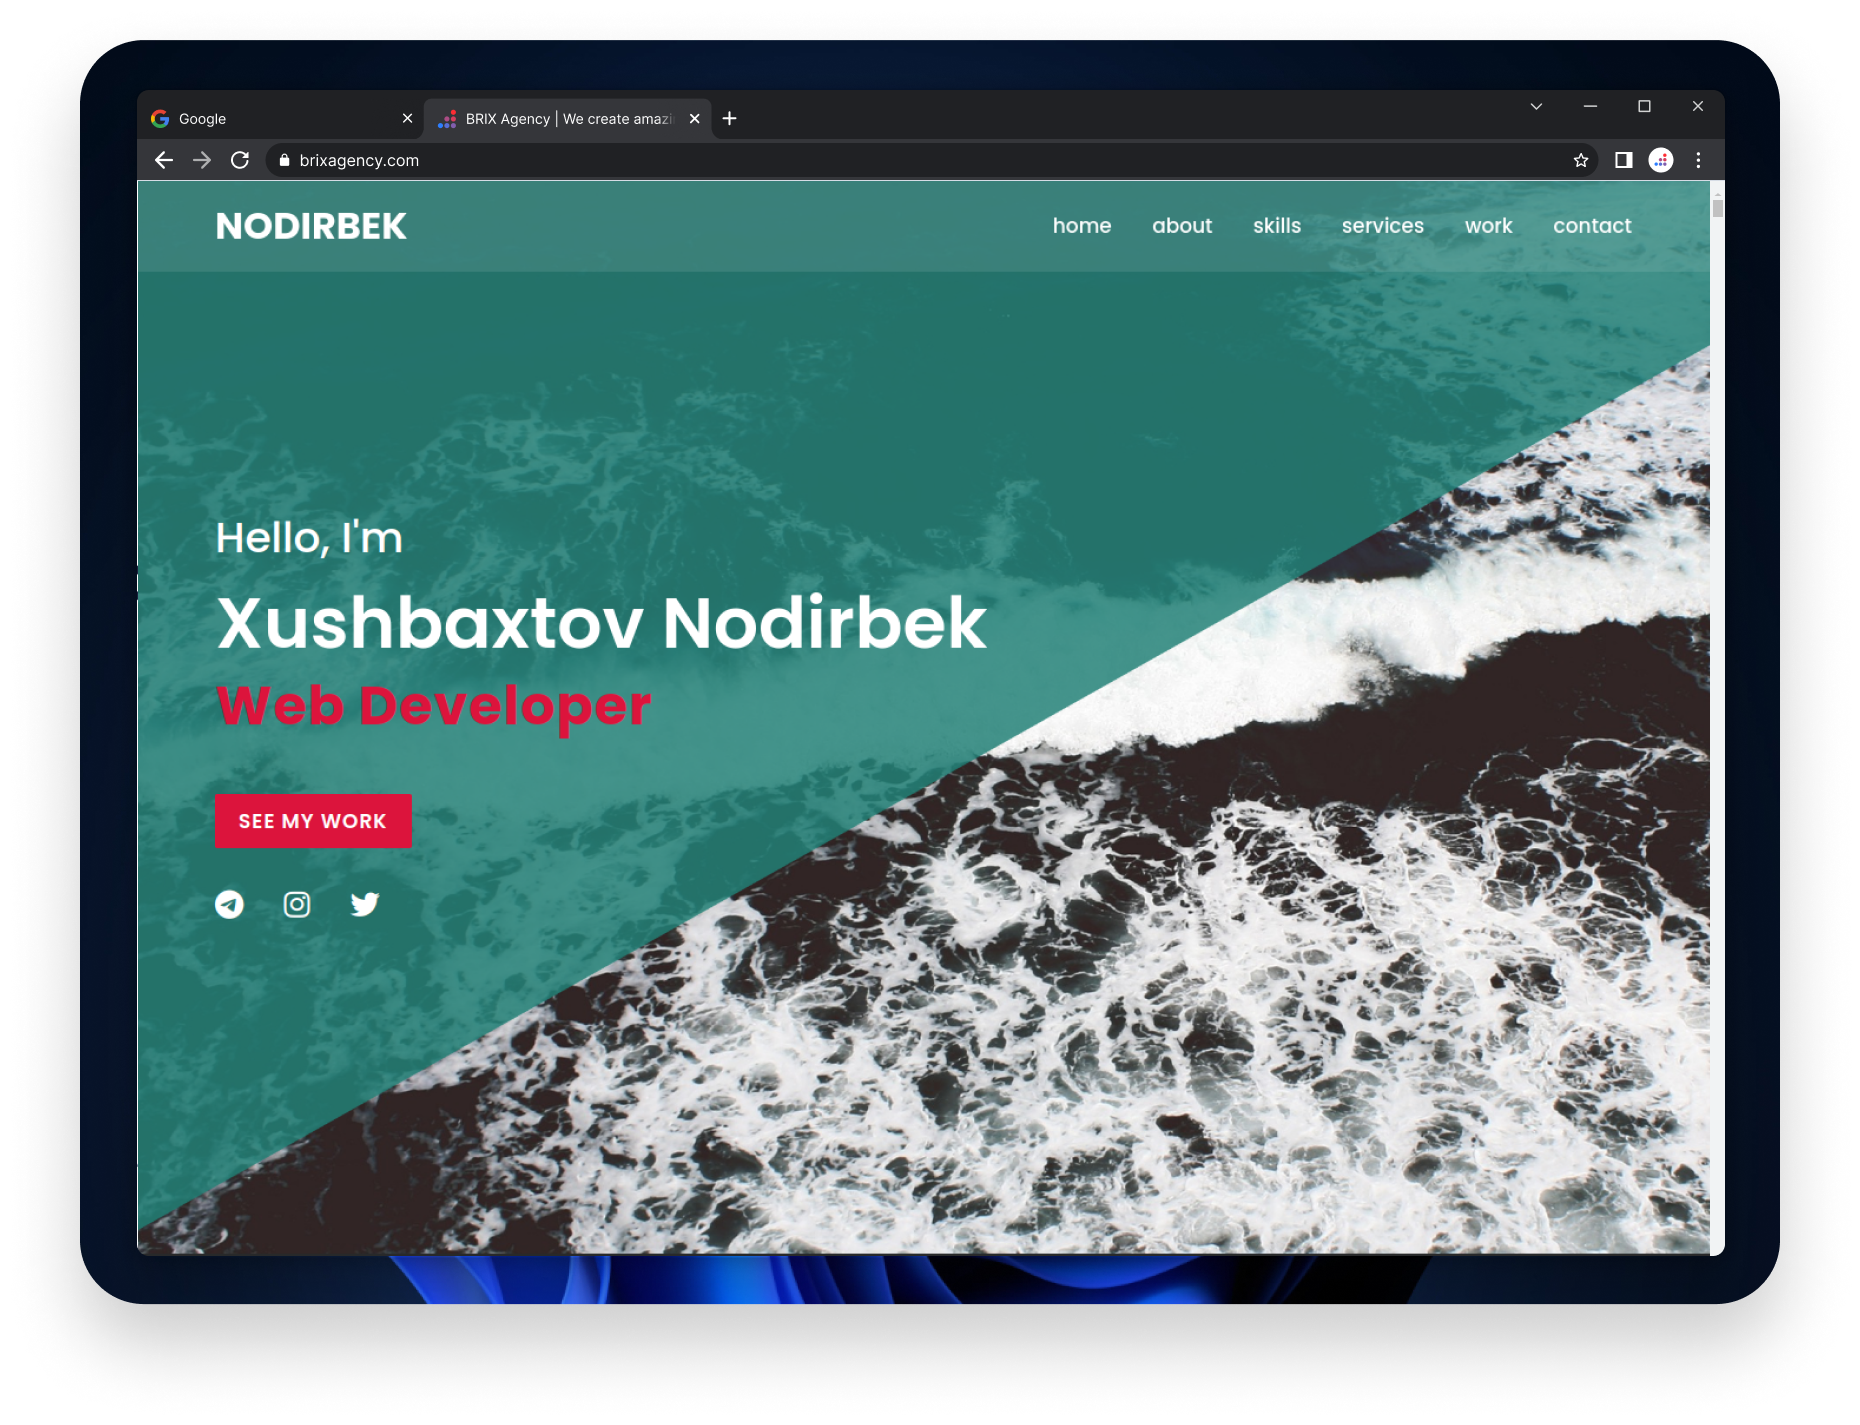 Google
BRIX Agency | We create amazi
brixagency.com
NODIRBEK
home about skills services work contact
Hello, I'm
Xushbaxtov Nodirbek
Web Developer
SEE MY WORK